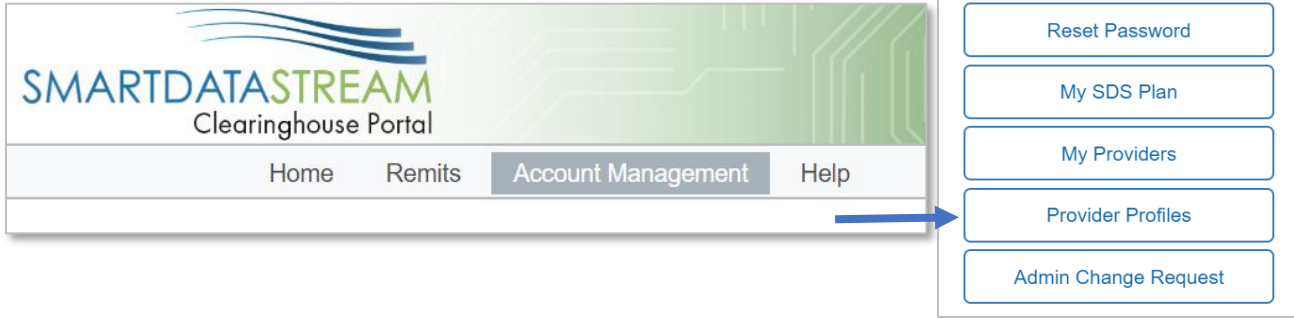 SMARTDATASTREAM
Clearinghouse Portal
Home Remits Account Management Help
Reset Password
My SDS Plan
My Providers
Provider Profiles
Admin Change Request